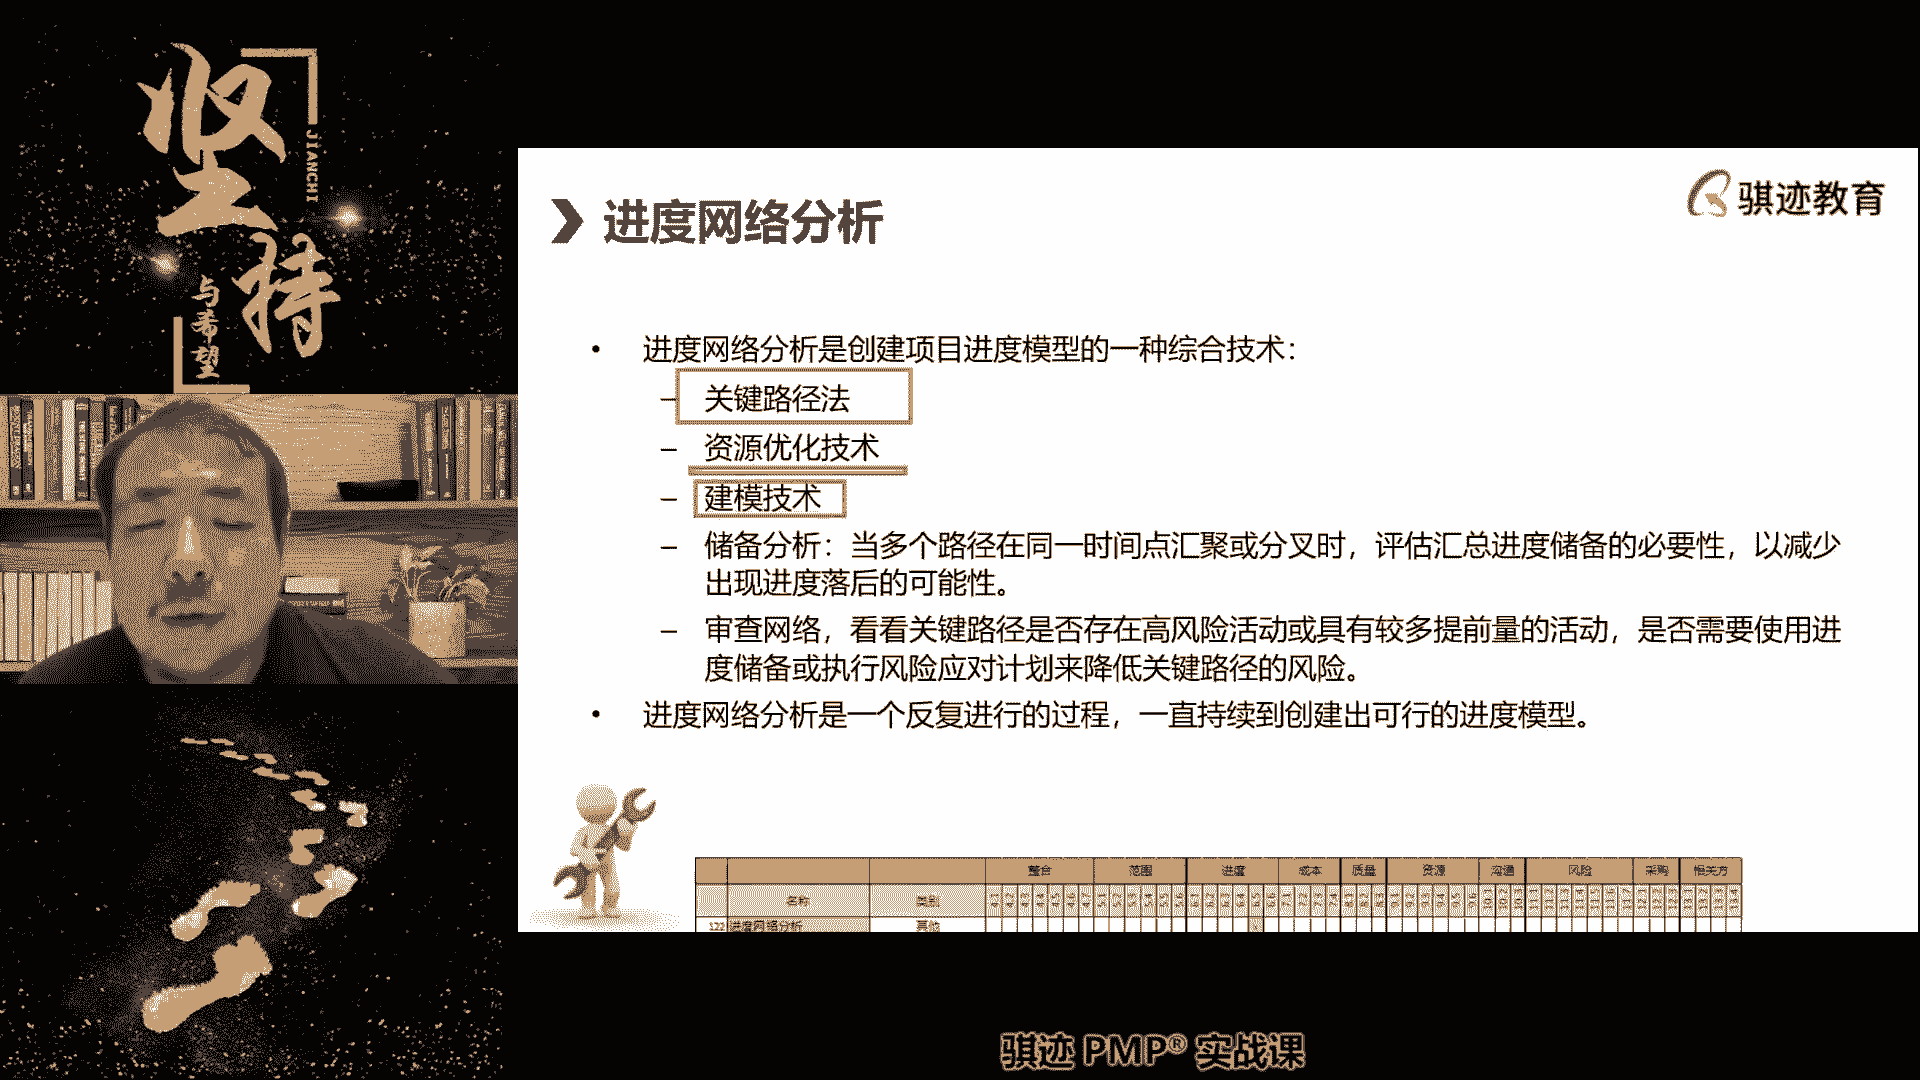 坚持
JIANCHI
与希望
进度网络分析
骐迹教育
• 进度网络分析是创建项目进度模型的一种综合技术：
– 关键路径法
– 资源优化技术
– 建模技术
– 储备分析：当多个路径在同一时间点汇聚或分叉时，评估汇总进度储备的必要性，以减少
出现进度落后的可能性。
– 审查网络，看看关键路径是否存在高风险活动或具有较多提前量的活动，是否需要使用进
度储备或执行风险应对计划来降低关键路径的风险。
• 进度网络分析是一个反复进行的过程，一直持续到创建出可行的进度模型。
整合 范围 进度 成本 质量 资源 沟通 风险 采购 相关方
名称 类别
122 进度网络分析 其他
骐迹 PMP® 实战课